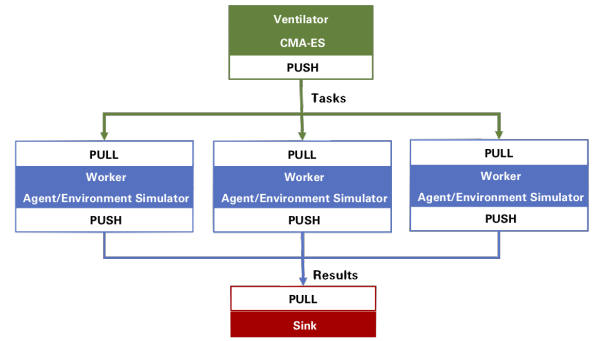 Ventilator
CMA-ES
PUSH
Tasks
PULL
Worker
Agent/Environment Simulator
PUSH
PULL
Worker
Agent/Environment Simulator
PUSH
PULL
Worker
Agent/Environment Simulator
PUSH
Results
PULL
Sink